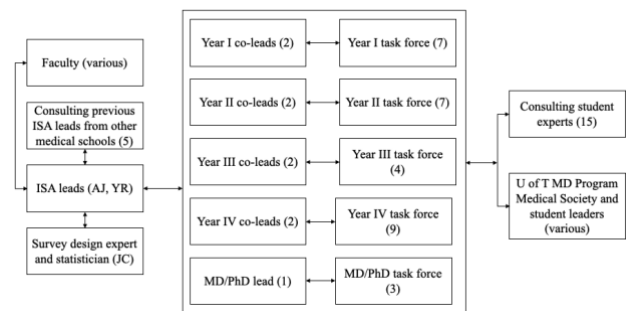 Faculty (various)
Consulting previous
ISA leads from other
medical schools (5)
ISA leads (AJ, YR)
Survey design expert
and statistician (JC)
Year I co-leads (2)
Year I task force (7)
Year II co-leads (2)
Year II task force (7)
Year III co-leads (2)
Year III task force
(4)
Year IV co-leads (2)
Year IV task force
(9)
MD/PhD lead (1)
MD/PhD task force
(3)
Consulting student
experts (15)
U of T MD Program
Medical Society and
student leaders
(various)